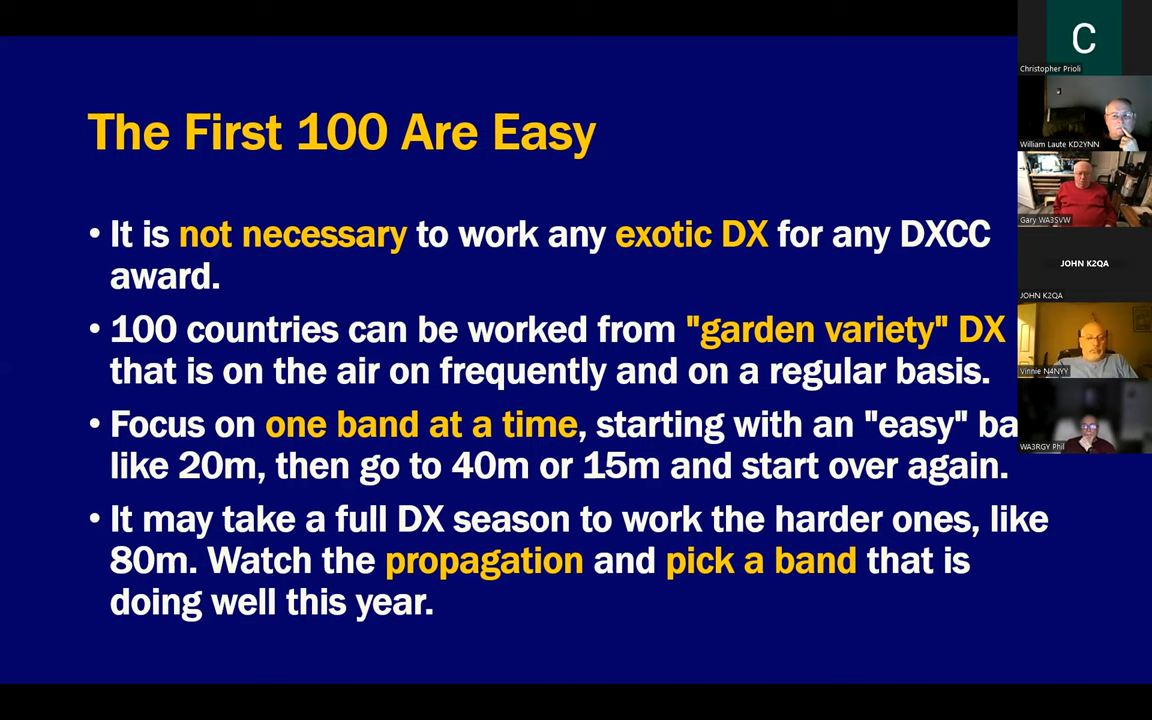 The First 100 Are Easy
• It is not necessary to work any exotic DX for any DXCC
award.
• 100 countries can be worked from "garden variety" DX
that is on the air on frequently and on a regular basis.
• Focus on one band at a time, starting with an "easy" ba
like 20m, then go to 40m or 15m and start over again.
• It may take a full DX season to work the harder ones, like
80m. Watch the propagation and pick a band that is
doing well this year.
C
Christopher Prioli
William Laute KD2YNN
Gary WA3SVW
JOHN K2QA
JOHN K2QA
Vinnie N4NYY
WA3RGY Phil